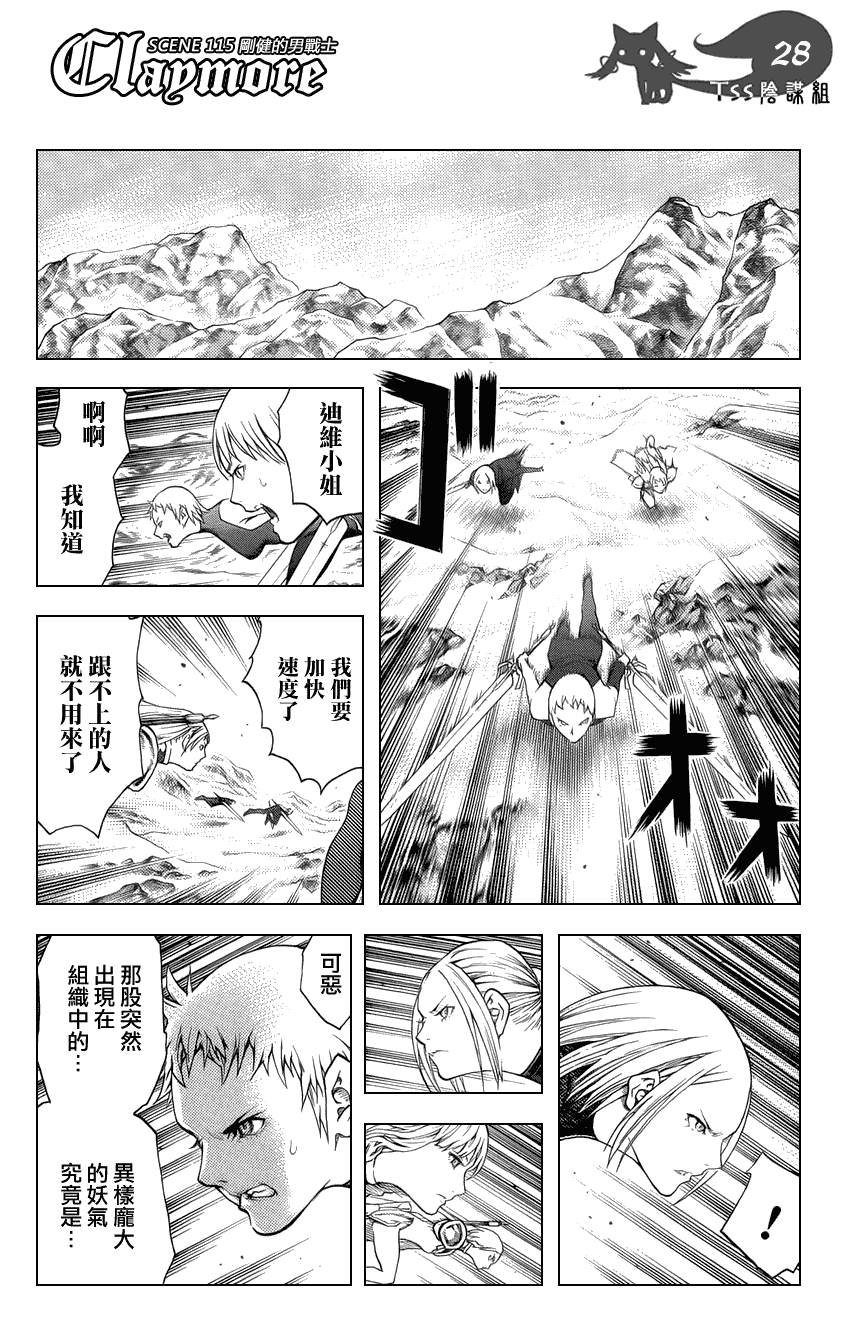 SCENE 115 剛健的男戰士
Claymore
28
Tss陰謀組
ゴオオ
迪維小姐
啊啊
我知道
我們要
加快
速度了
跟不上的人
就不用來了
!
可惡
那股突然
出現在
組織中的…
異樣龐大
的妖氣
究竟是…